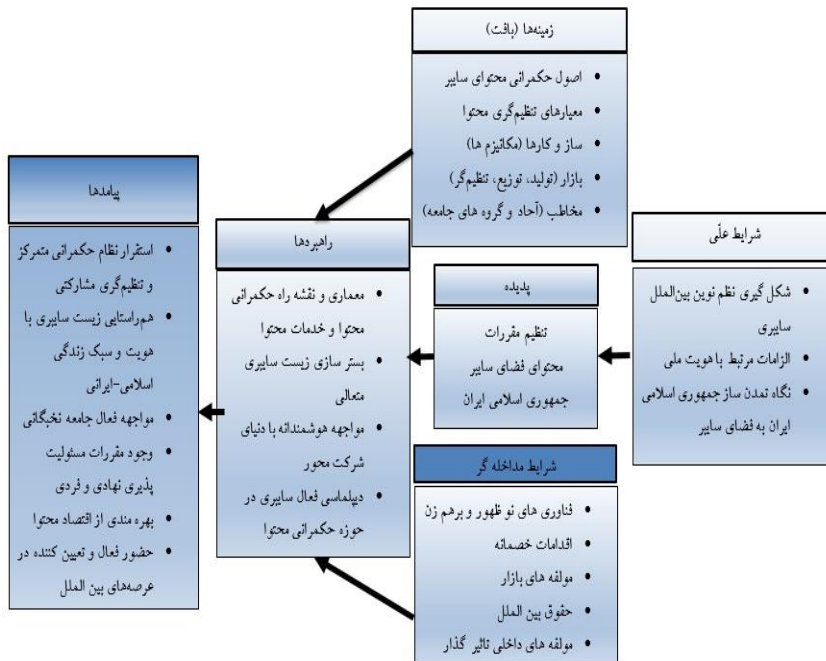 زمینه‌ها (بافت)
• اصول حکمرانی محتوای سایبر
• معیارهای تنظیم‌گری محتوا
• ساز و کارها (مکانیزم ها)
• بازار (تولید، توزیع، تنظیم‌گر)
• مخاطب (آحاد و گروه های جامعه)
شرایط علّی
• شکل گیری نظم نوین بین‌الملل
سایبری
• الزامات مرتبط با هویت ملی
• نگاه تمدن ساز جمهوری اسلامی
ایران به فضای سایبر
پدیده
تنظیم مقررات
محتوای فضای سایبر
جمهوری اسلامی ایران
شرایط مداخله گر
• فناوری های نو ظهور و برهم زن
• اقدامات خصمانه
• مولفه های بازار
• حقوق بین الملل
• مولفه های داخلی تاثیر گذار
راهبردها
• معماری و نقشه راه حکمرانی
محتوا و خدمات محتوا
• بستر سازی زیست سایبری
متعالی
• مواجهه هوشمندانه با دنیای
شرکت محور
• دیپلماسی فعال سایبری در
حوزه حکمرانی محتوا
پیامدها
• استقرار نظام حکمرانی متمرکز
و تنظیم‌گری مشارکتی
• هم‌راستایی زیست سایبری با
هویت و سبک زندگی
اسلامی-ایرانی
• مواجهه فعال جامعه نخبگانی
• وجود مقررات مسئولیت
پذیری نهادی و فردی
• بهره مندی از اقتصاد محتوا
• حضور فعال و تعیین کننده در
عرصه‌های بین الملل